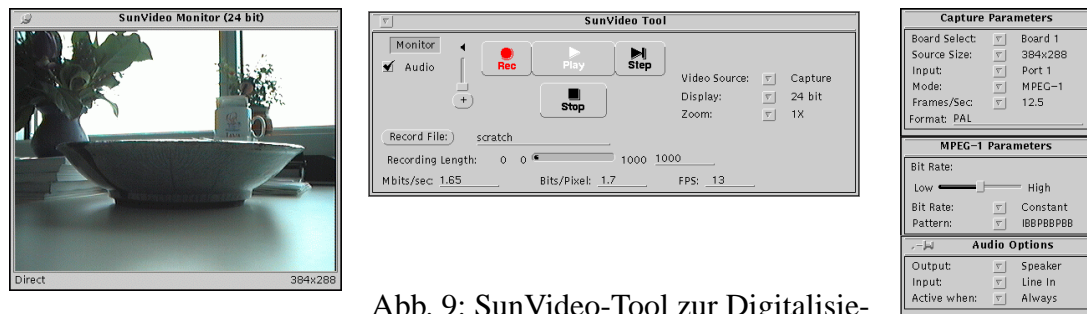 SunVideo Monitor (24 bit)
Direct 384x288
SunVideo Tool
Monitor
Audio
Rec Play Step
Stop
+
Video Source: Capture
Display: 24 bit
Zoom: 1X
Record File: scratch
Recording Length: 0 0 1000 1000
Mbits/sec: 1.65 Bits/Pixel: 1.7 FPS: 13
Abb. 9: SunVideo-Tool zur Digitalisie-
Capture Parameters
Board Select: Board 1
Source Size: 384x288
Input: Port 1
Mode: MPEG-1
Frames/Sec: 12.5
Format: PAL
MPEG-1 Parameters
Bit Rate:
Low High
Bit Rate: Constant
Pattern: IBBPBBPBB
Audio Options
Output: Speaker
Input: Line In
Active when: Always